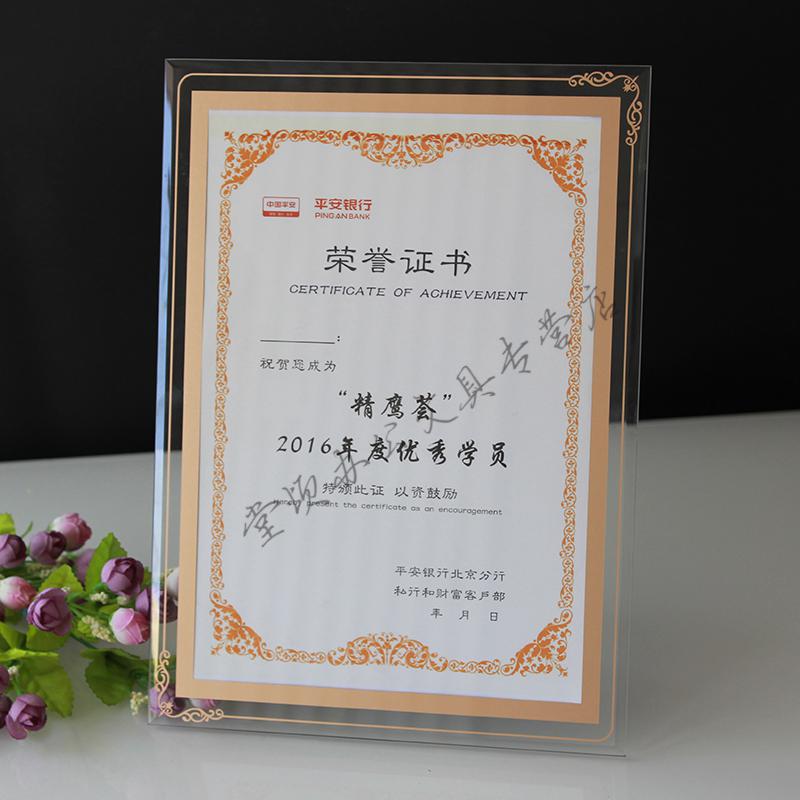 中国平安
平安银行
PING AN BANK
荣誉证书
CERTIFICATE OF ACHIEVEMENT
:
祝贺您成为
“精鹰荟”
2016年度优秀学员
特颁此证 以资鼓励
Hereby present the certificate as an encouragement
平安银行北京分行
私行和财富客戶部
年 月 日